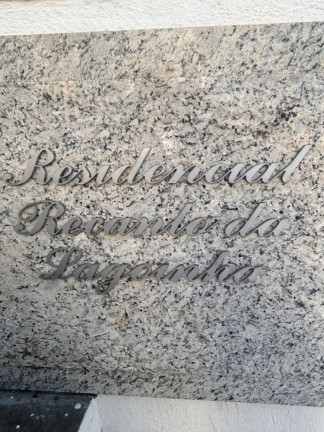 Residencial
Recanto da
Lagoinha